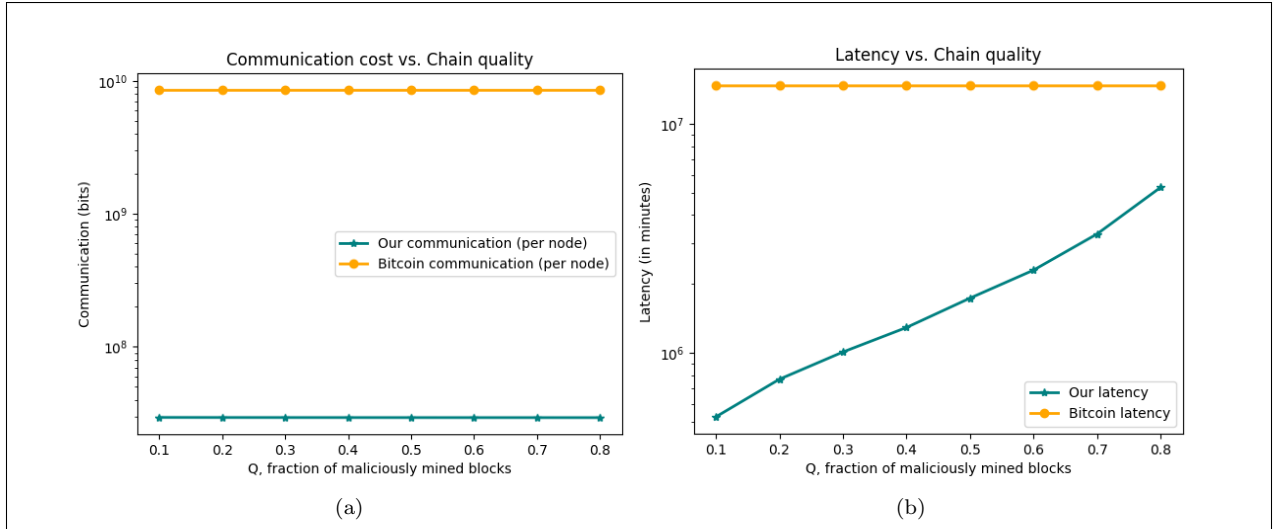 Communication cost vs. Chain quality
10^10
10^9
10^8
Communication (bits)
Our communication (per node)
Bitcoin communication (per node)
0.1 0.2 0.3 0.4 0.5 0.6 0.7 0.8
Q, fraction of maliciously mined blocks
(a)
Latency vs. Chain quality
10^7
10^6
Latency (in minutes)
Our latency
Bitcoin latency
0.1 0.2 0.3 0.4 0.5 0.6 0.7 0.8
Q, fraction of maliciously mined blocks
(b)